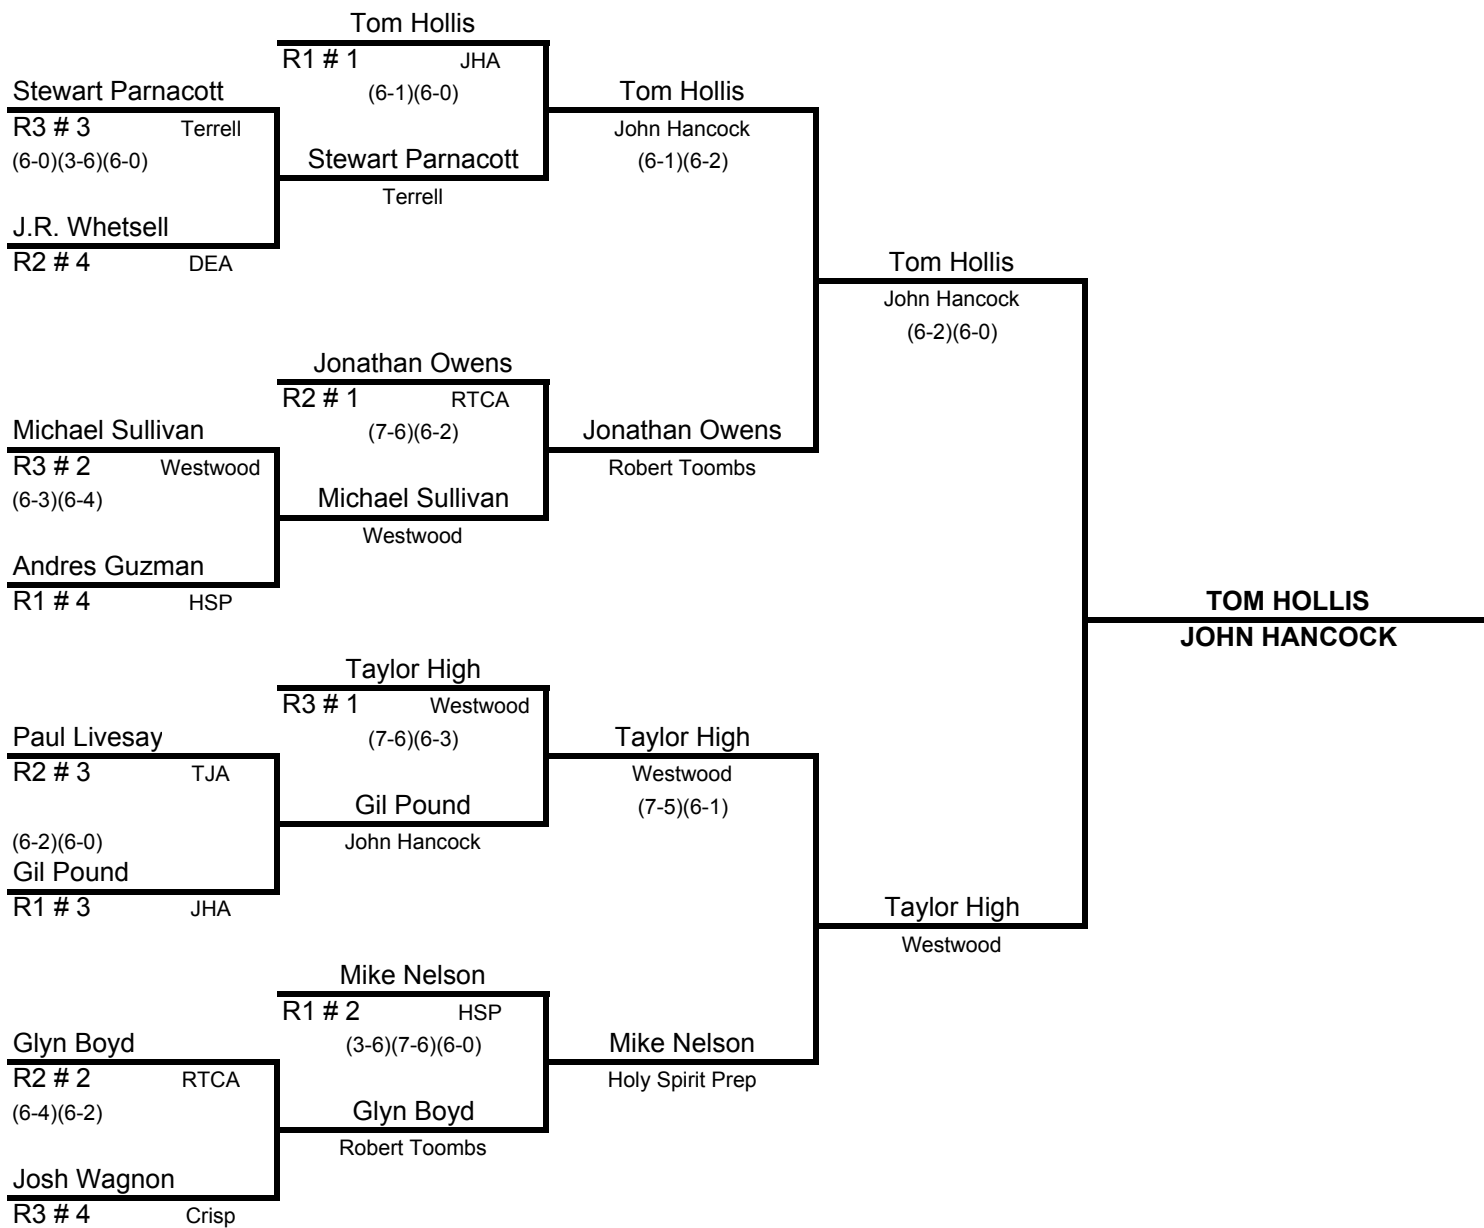 Tom Hollis
R1 # 1 JHA
(6-1)(6-0)
Stewart Parnacott
R3 # 3 Terrell
(6-0)(3-6)(6-0)
Stewart Parnacott
Terrell
J.R. Whetsell
R2 # 4 DEA
Tom Hollis
John Hancock
(6-1)(6-2)
Jonathan Owens
R2 # 1 RTCA
(7-6)(6-2)
Michael Sullivan
R3 # 2 Westwood
(6-3)(6-4)
Michael Sullivan
Westwood
Andres Guzman
R1 # 4 HSP
Jonathan Owens
Robert Toombs
Tom Hollis
John Hancock
(6-2)(6-0)
Taylor High
R3 # 1 Westwood
(7-6)(6-3)
Paul Livesay
R2 # 3 TJA
(6-2)(6-0)
Gil Pound
John Hancock
Gil Pound
R1 # 3 JHA
Taylor High
Westwood
(7-5)(6-1)
Mike Nelson
R1 # 2 HSP
(3-6)(7-6)(6-0)
Glyn Boyd
R2 # 2 RTCA
(6-4)(6-2)
Glyn Boyd
Robert Toombs
Josh Wagnon
R3 # 4 Crisp
Mike Nelson
Holy Spirit Prep
Taylor High
Westwood
TOM HOLLIS
JOHN HANCOCK